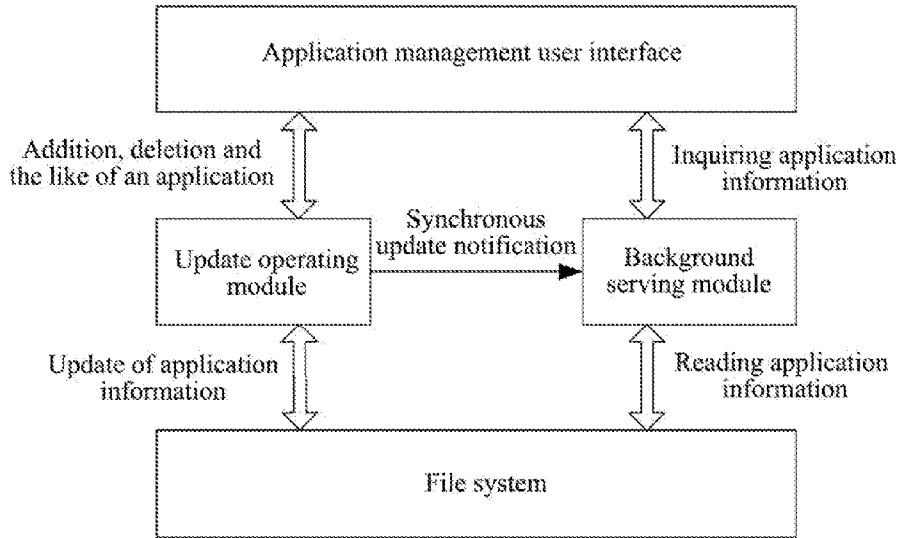 Application management user interface
Addition, deletion and
the like of an application
Inquiring application
information
Synchronous
update notification
Update operating
module
Background
serving module
Update of application
information
Reading application
information
File system